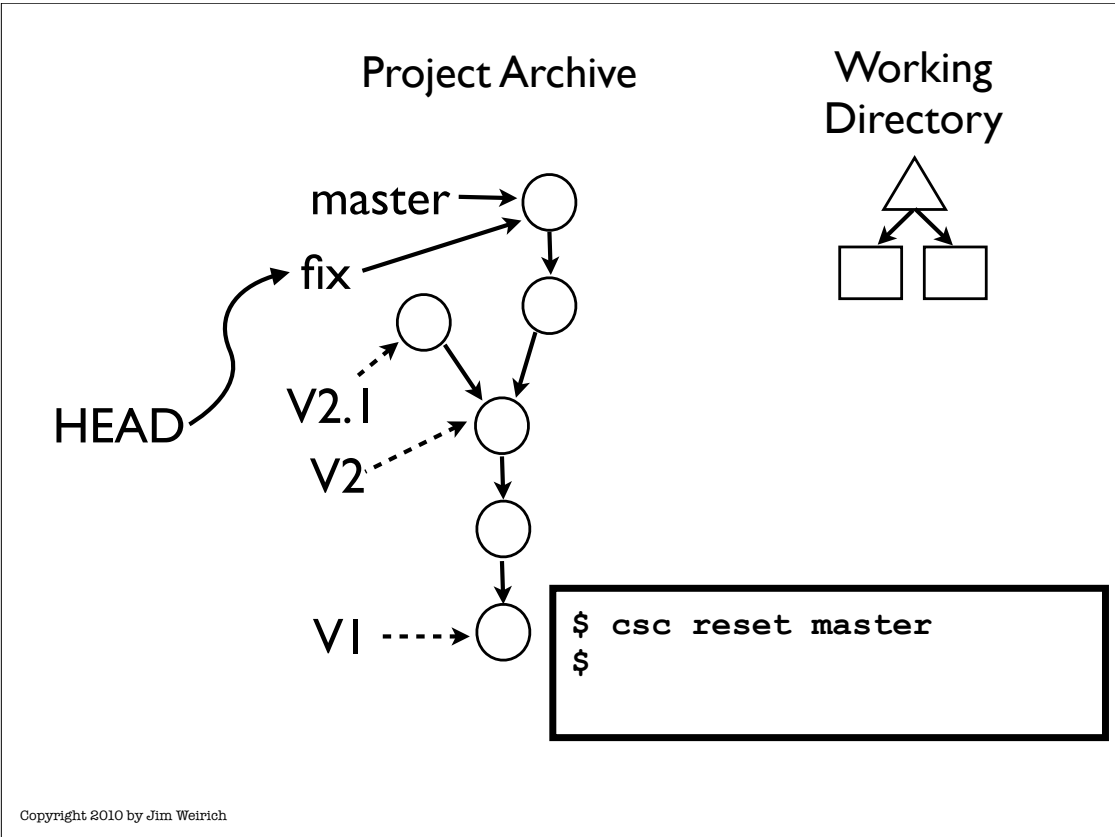 Project Archive
Working
Directory
master
fix
V2.1
HEAD
V2
V1
$ csc reset master
$
Copyright 2010 by Jim Weirich